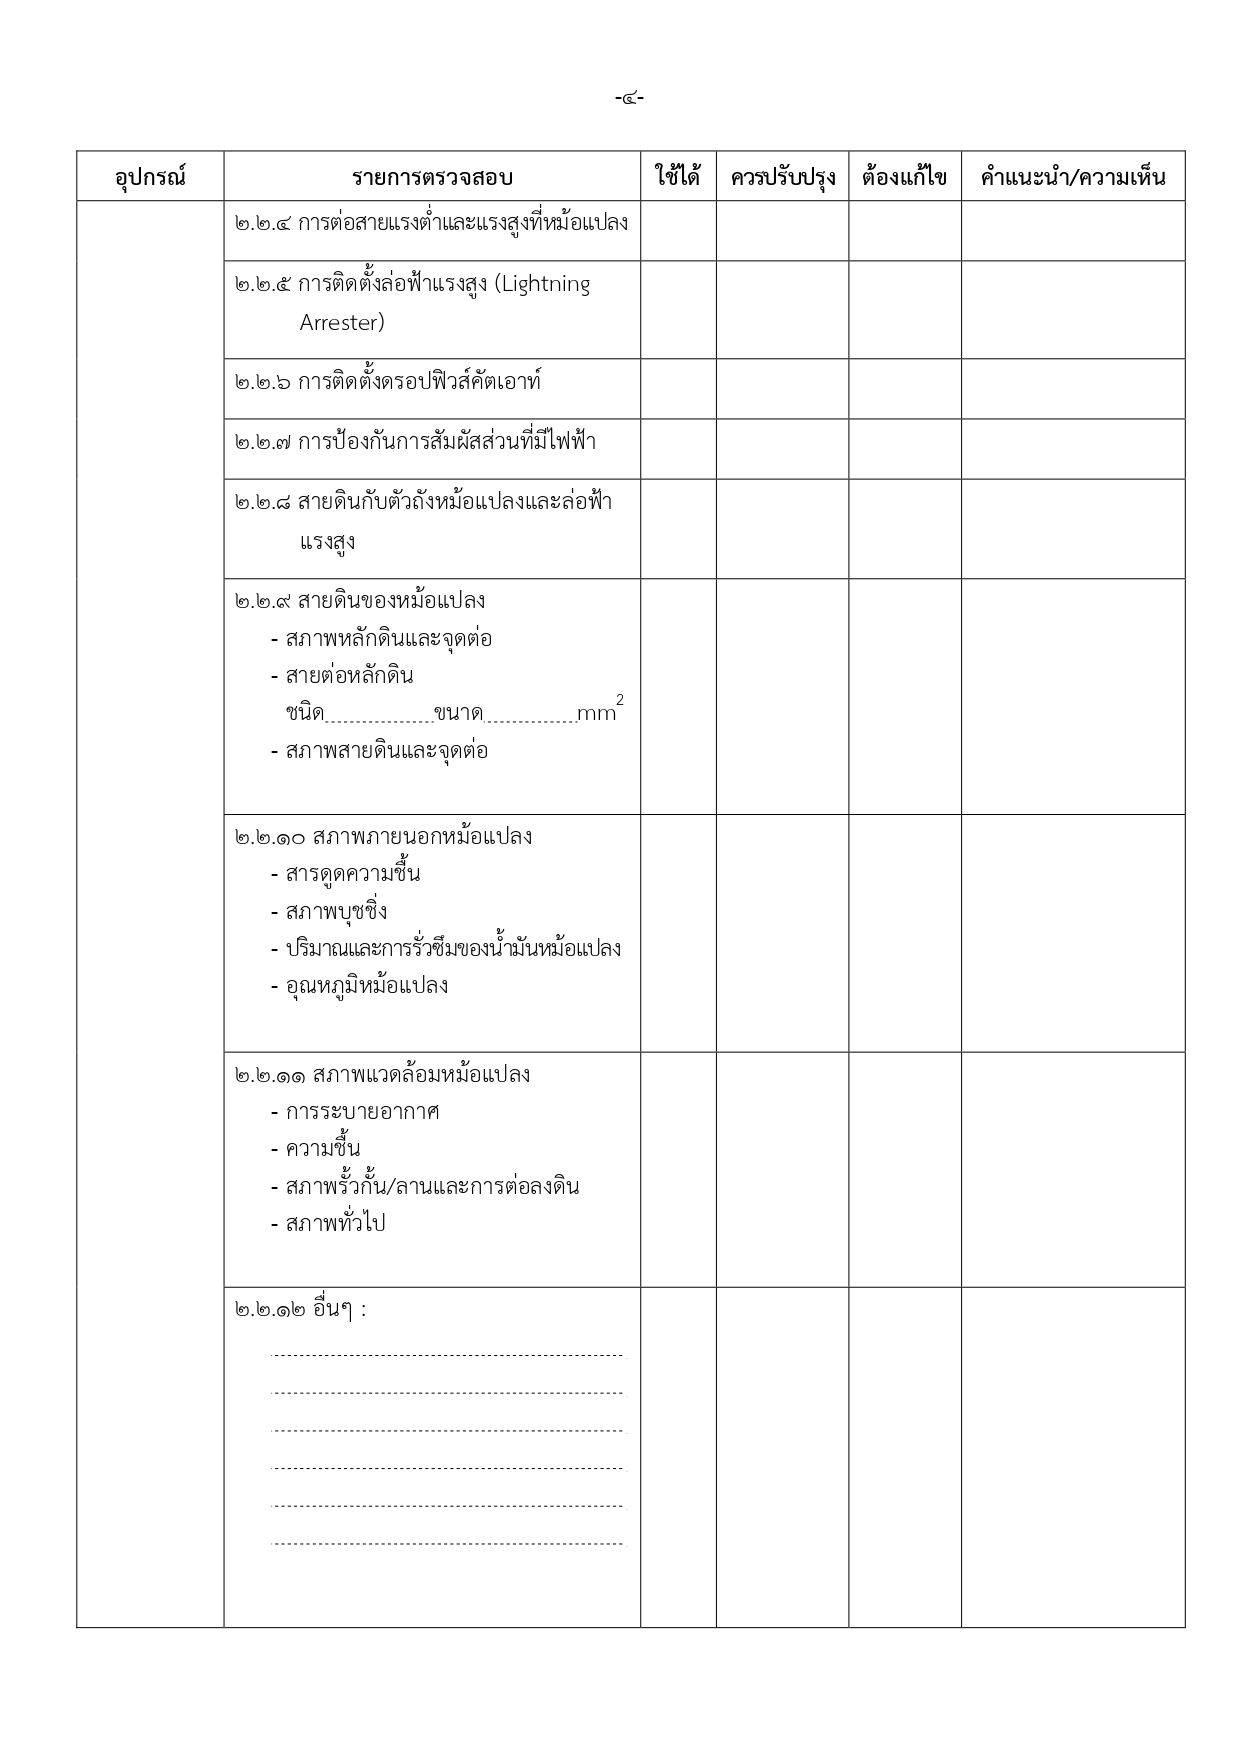 -๔-
อุปกรณ์ รายการตรวจสอบ ใช้ได้ ควรปรับปรุง ต้องแก้ไข คำแนะนำ/ความเห็น
๒.๒.๔ การต่อสายแรงต่ำและแรงสูงที่หม้อแปลง
๒.๒.๕ การติดตั้งล่อฟ้าแรงสูง (Lightning
Arrester)
๒.๒.๖ การติดตั้งดรอปฟิวส์คัตเอาท์
๒.๒.๗ การป้องกันการสัมผัสส่วนที่มีไฟฟ้า
๒.๒.๘ สายดินกับตัวถังหม้อแปลงและล่อฟ้า
แรงสูง
๒.๒.๙ สายดินของหม้อแปลง
- สภาพหลักดินและจุดต่อ
- สายต่อหลักดิน
ชนิด..................ขนาด...............mm²
- สภาพสายดินและจุดต่อ
๒.๒.๑๐ สภาพภายนอกหม้อแปลง
- สารดูดความชื้น
- สภาพบุชชิ่ง
- ปริมาณและการรั่วซึมของน้ำมันหม้อแปลง
- อุณหภูมิหม้อแปลง
๒.๒.๑๑ สภาพแวดล้อมหม้อแปลง
- การระบายอากาศ
- ความชื้น
- สภาพรั้วกั้น/ลานและการต่อลงดิน
- สภาพทั่วไป
๒.๒.๑๒ อื่นๆ :